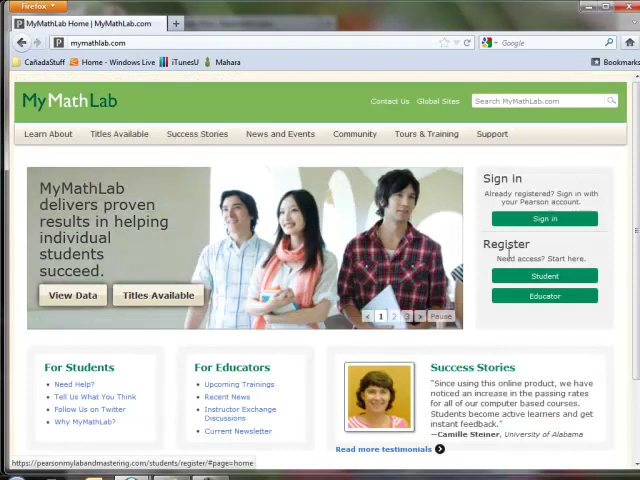 Firefox
MyMathLab Home | MyMathLab.com
mymathlab.com
Google
CañadaStuff
Home - Windows Live
iTunesU
Mahara
Bookmarks
MyMathLab
Contact Us
Global Sites
Search MyMathLab.com
Learn About
Titles Available
Success Stories
News and Events
Community
Tours & Training
Support
MyMathLab
delivers proven
results in helping
individual
students
succeed.
View Data
Titles Available
< 1 2 3 > Pause
Sign in
Already registered? Sign in with
your Pearson account.
Sign in
Register
Need access? Start here.
Student
Educator
For Students
Need Help?
Tell Us What You Think
Follow Us on Twitter
Why MyMathLab?
For Educators
Upcoming Trainings
Recent News
Instructor Exchange
Discussions
Current Newsletter
Success Stories
"Since using this online product, we have
noticed an increase in the passing rates
for all of our computer based courses.
Students become active learners and get
instant feedback."
—Camille Steiner, University of Alabama
Read more testimonials
https://pearsonmylabandmastering.com/students/register/#page=home